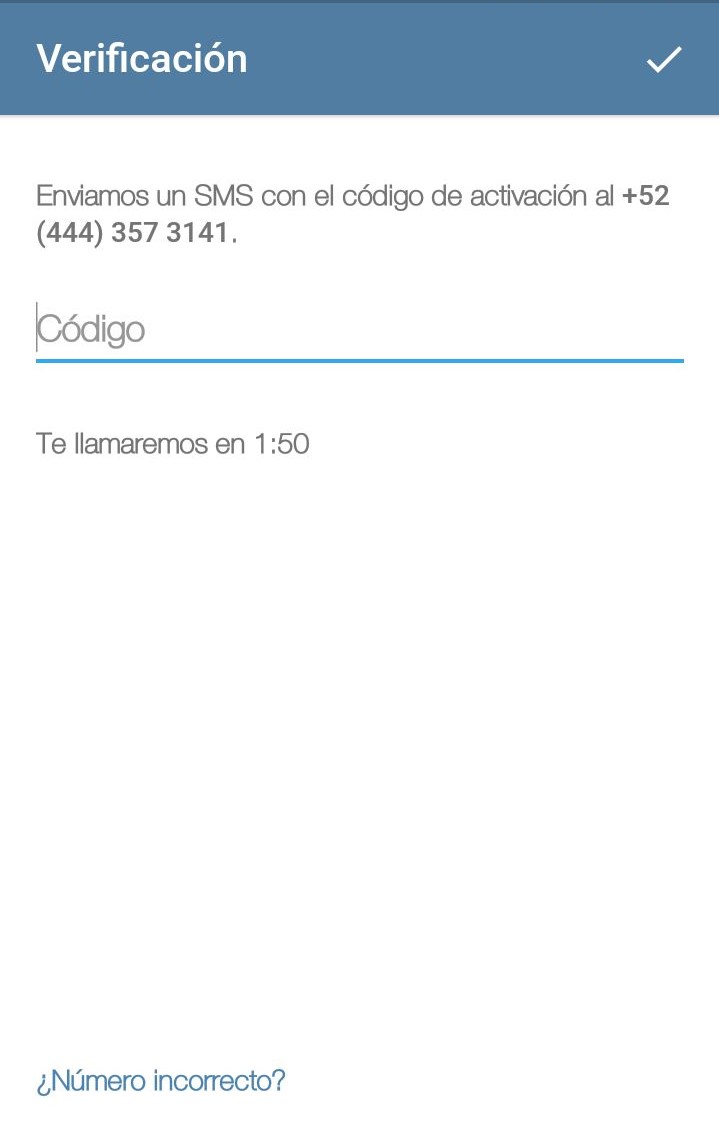 Verificación
Enviamos un SMS con el código de activación al +52
(444) 357 3141.
Código
Te llamaremos en 1:50
¿Número incorrecto?